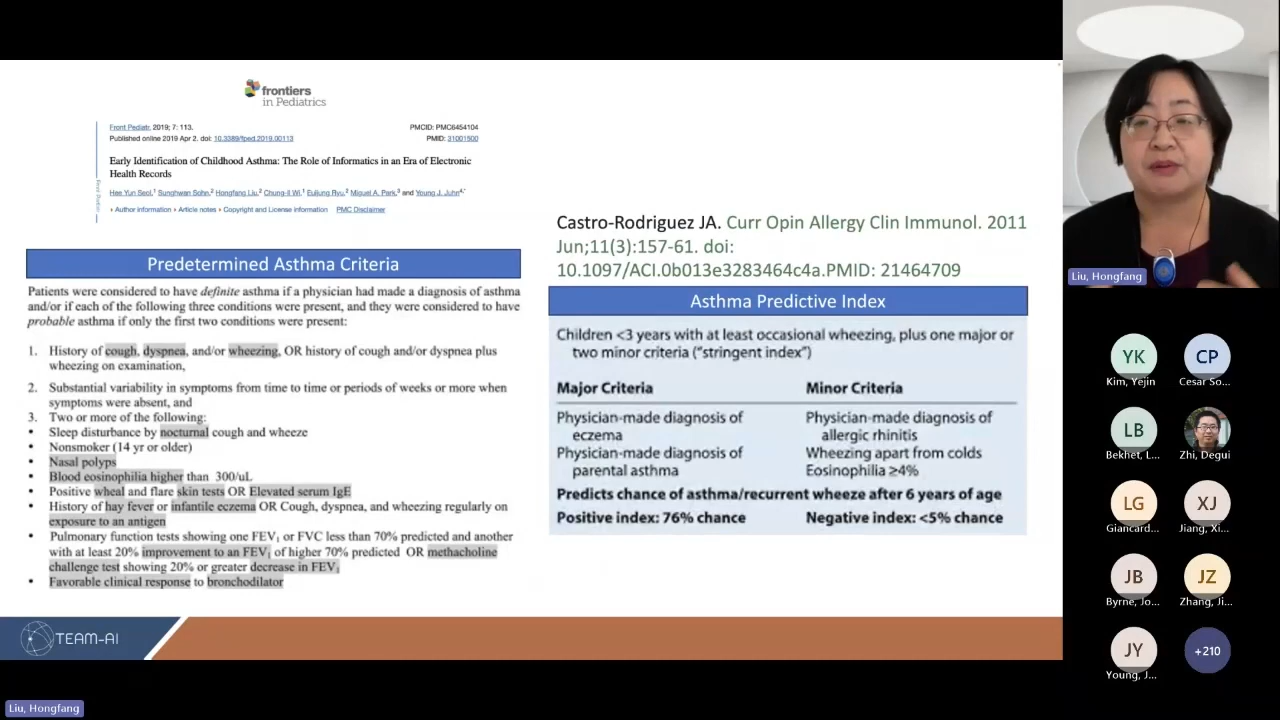 frontiers
in Pediatrics
Front Pediatr. 2019; 7: 113.
PMCID: PMC6454104
Published online 2019 Apr 2. doi: 10.3389/fped.2019.00113
PMID: 31001500
Early Identification of Childhood Asthma: The Role of Informatics in an Era of Electronic
Health Records
Hee Yun Seol,1 Sunghwan Sohn,2 Hongfang Liu,2 Chung-Il Wi,3 Euijung Ryu,2 Miguel A. Park,3 and Young J. Juhn4,*
▸ Author information ▸ Article notes ▸ Copyright and License information PMC Disclaimer
Predetermined Asthma Criteria
Patients were considered to have definite asthma if a physician had made a diagnosis of asthma
and/or if each of the following three conditions were present, and they were considered to have
probable asthma if only the first two conditions were present:
1. History of cough, dyspnea, and/or wheezing, OR history of cough and/or dyspnea plus
wheezing on examination,
2. Substantial variability in symptoms from time to time or periods of weeks or more when
symptoms were absent, and
3. Two or more of the following:
• Sleep disturbance by nocturnal cough and wheeze
• Nonsmoker (14 yr or older)
• Nasal polyps
• Blood eosinophilia higher than 300/uL
• Positive wheal and flare skin tests OR Elevated serum IgE
• History of hay fever or infantile eczema OR Cough, dyspnea, and wheezing regularly on
exposure to an antigen
• Pulmonary function tests showing one FEV1 or FVC less than 70% predicted and another
with at least 20% improvement to an FEV1 of higher 70% predicted OR methacholine
challenge test showing 20% or greater decrease in FEV1
• Favorable clinical response to bronchodilator
Castro-Rodriguez JA. Curr Opin Allergy Clin Immunol. 2011
Jun;11(3):157-61. doi:
10.1097/ACI.0b013e3283464c4a.PMID: 21464709
Asthma Predictive Index
Children <3 years with at least occasional wheezing, plus one major or
two minor criteria ("stringent index")
Major Criteria
Minor Criteria
Physician-made diagnosis of
eczema
Physician-made diagnosis of
allergic rhinitis
Physician-made diagnosis of
parental asthma
Wheezing apart from colds
Eosinophilia ≥4%
Predicts chance of asthma/recurrent wheeze after 6 years of age
Positive index: 76% chance
Negative index: <5% chance
TEAM-AI
Liu, Hongfang
YK
Kim, Yejin
CP
Cesar So...
LB
Bekhet, L...
Zhi, Degui
LG
Giancard...
XJ
Jiang, Xi...
JB
Byrne, Jo...
JZ
Zhang, Ji...
JY
Young, J...
+210
Liu, Hongfang